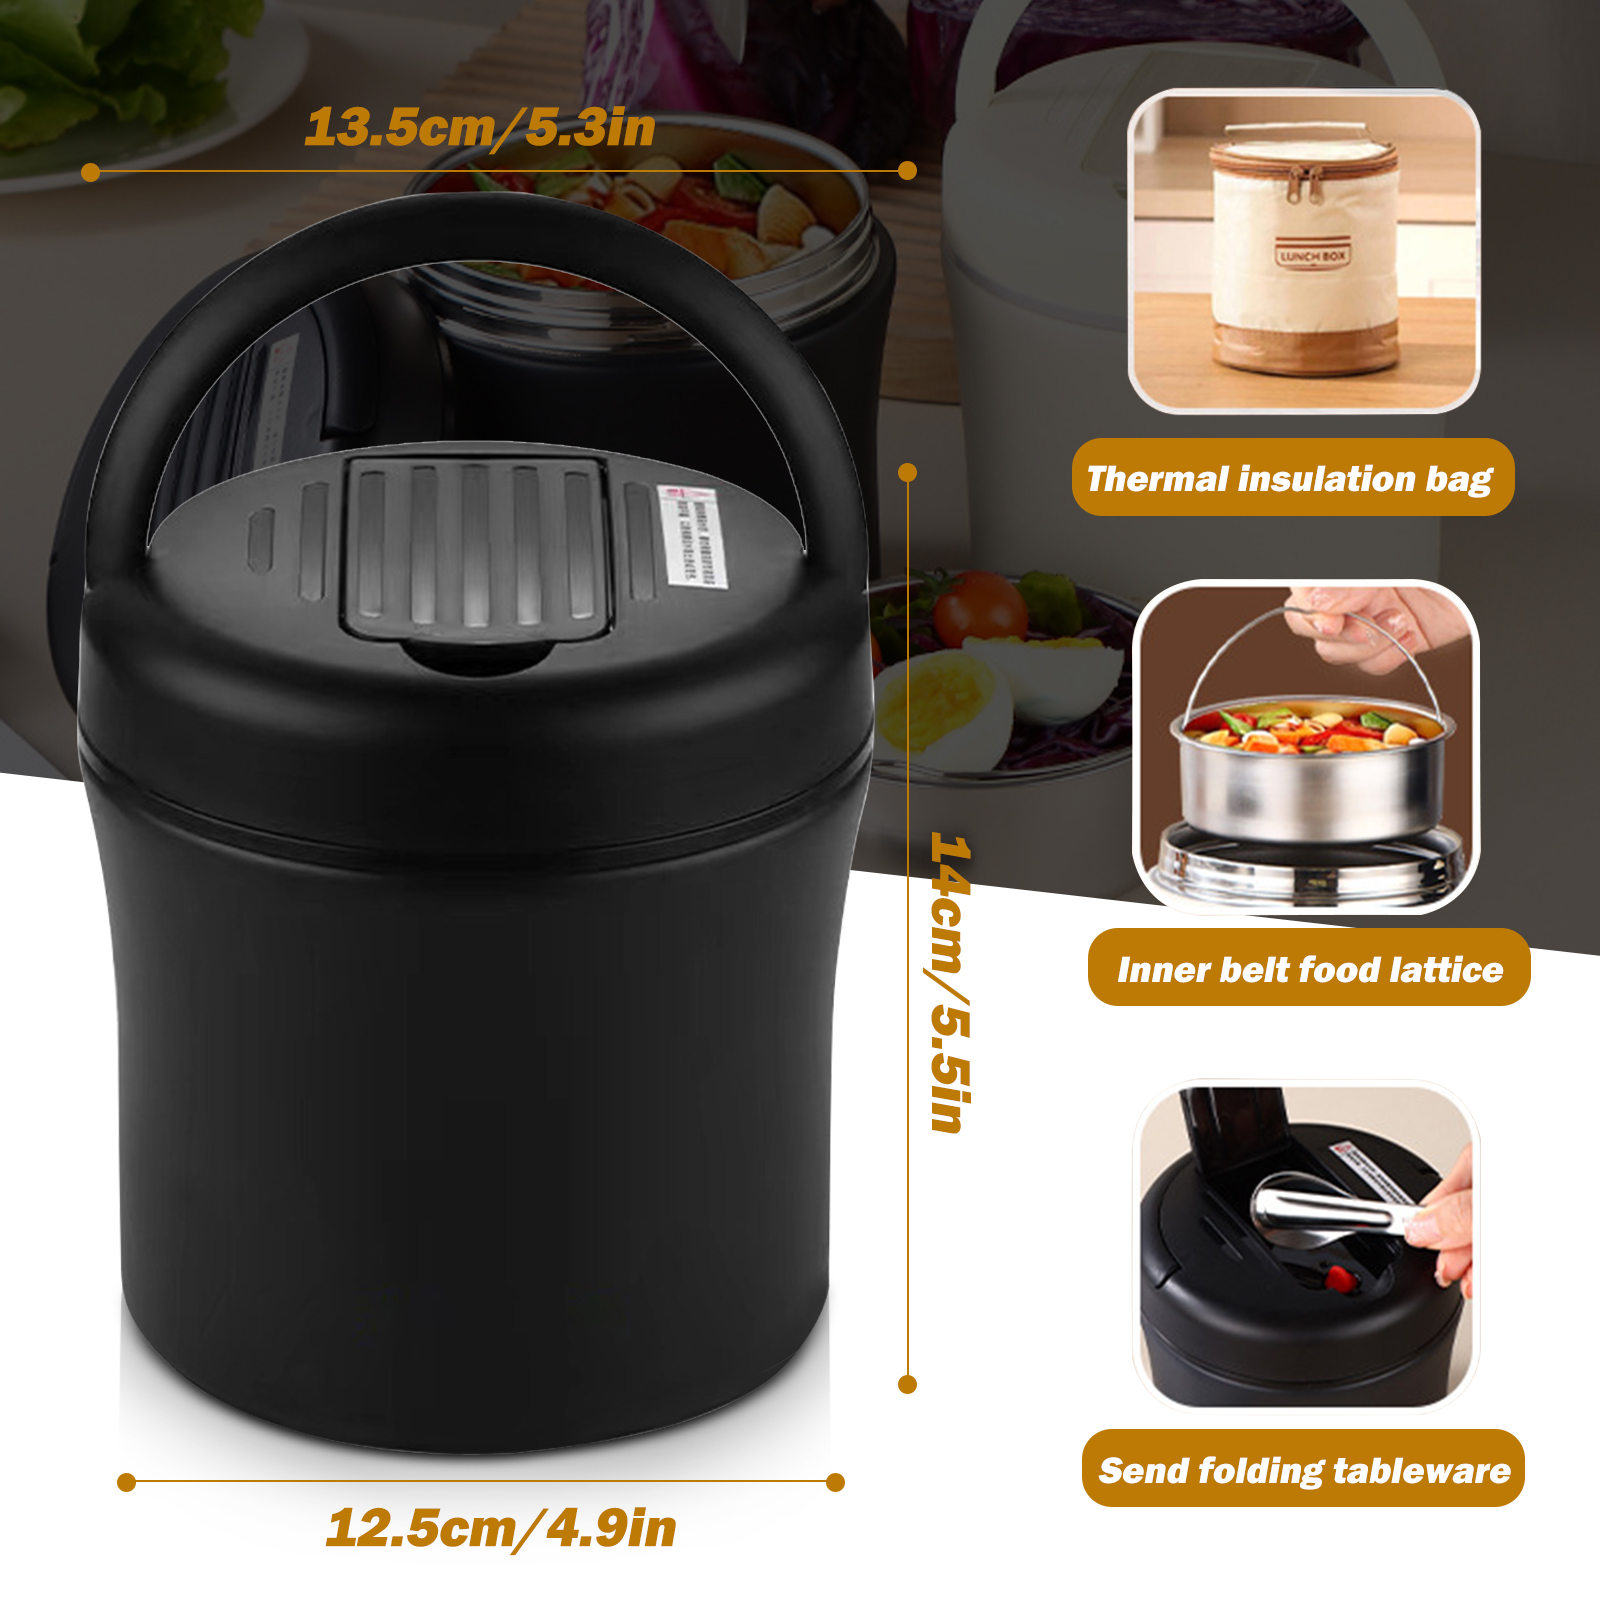 13.5cm/5.3in
LUNCH BOX
Thermal insulation bag
14cm/5.5in
Inner belt food lattice
Send folding tableware
12.5cm/4.9in